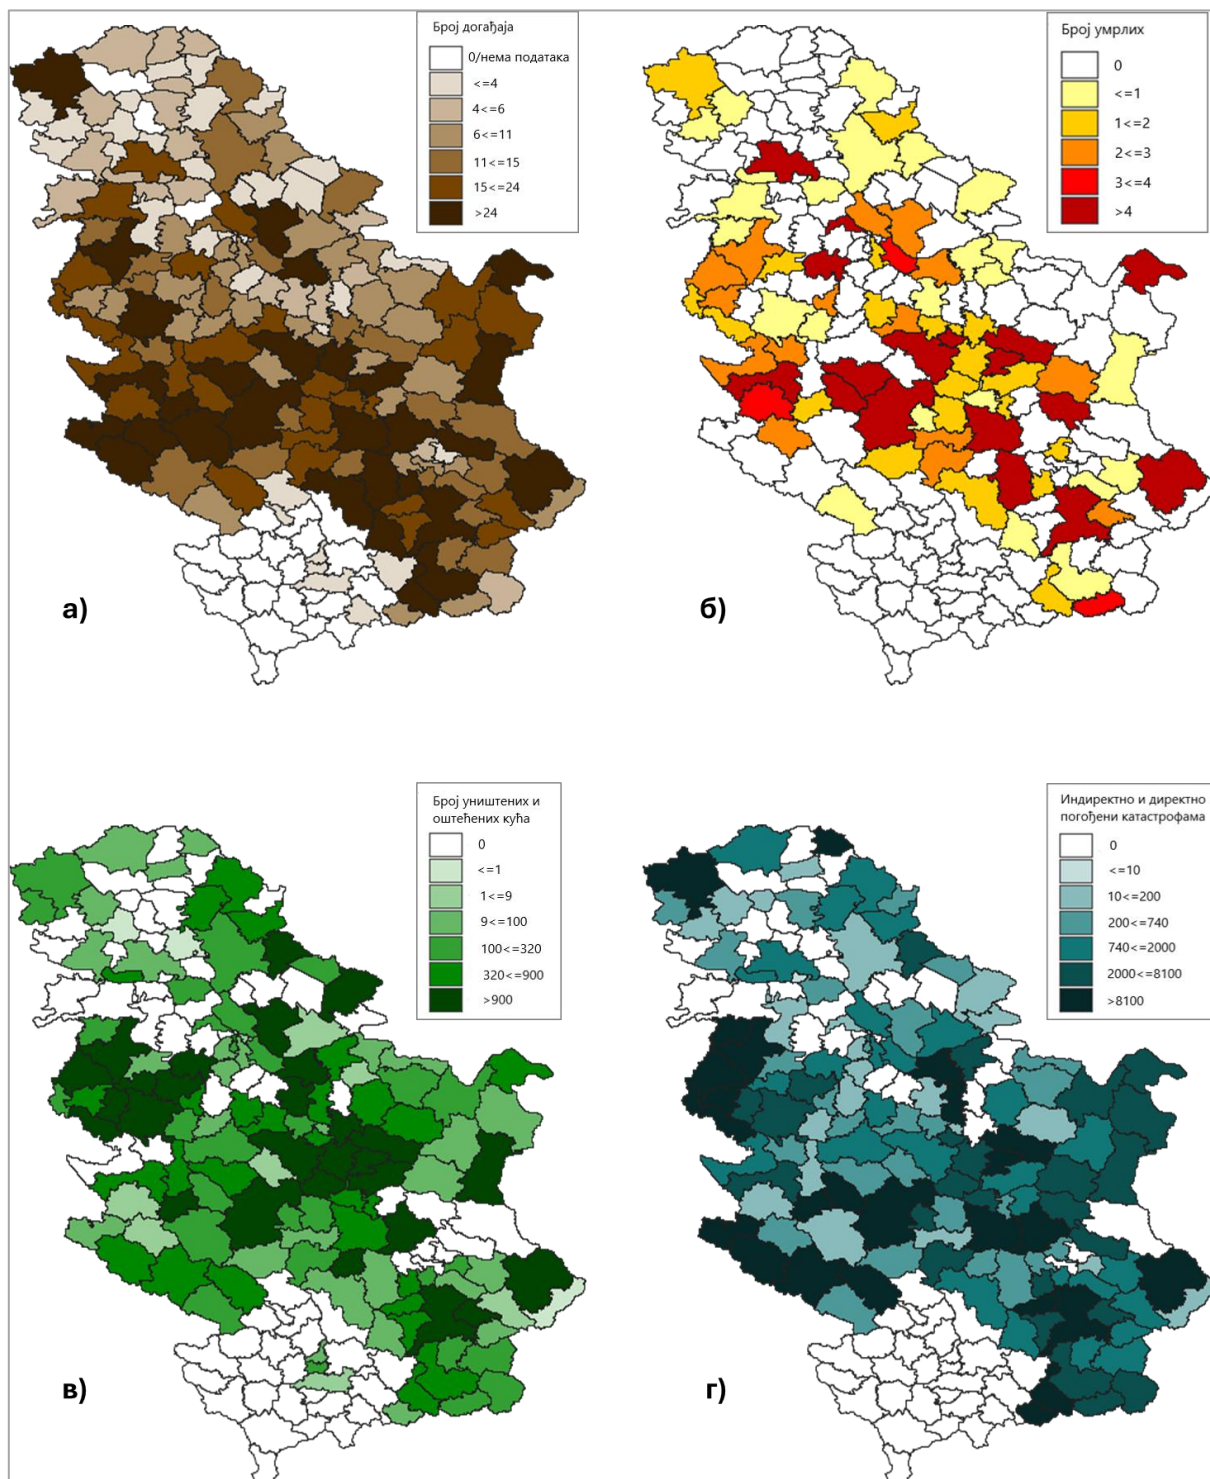 Број догађаја
0/нема података
<=4
4<=6
6<=11
11<=15
15<=24
>24
а)
Број умрлих
0
<=1
1<=2
2<=3
3<=4
>4
б)
Број уништених и
оштећених кућа
0
<=1
1<=9
9<=100
100<=320
320<=900
>900
в)
Индиректно и директно
погођени катастрофама
0
<=10
10<=200
200<=740
740<=2000
2000<=8100
>8100
г)